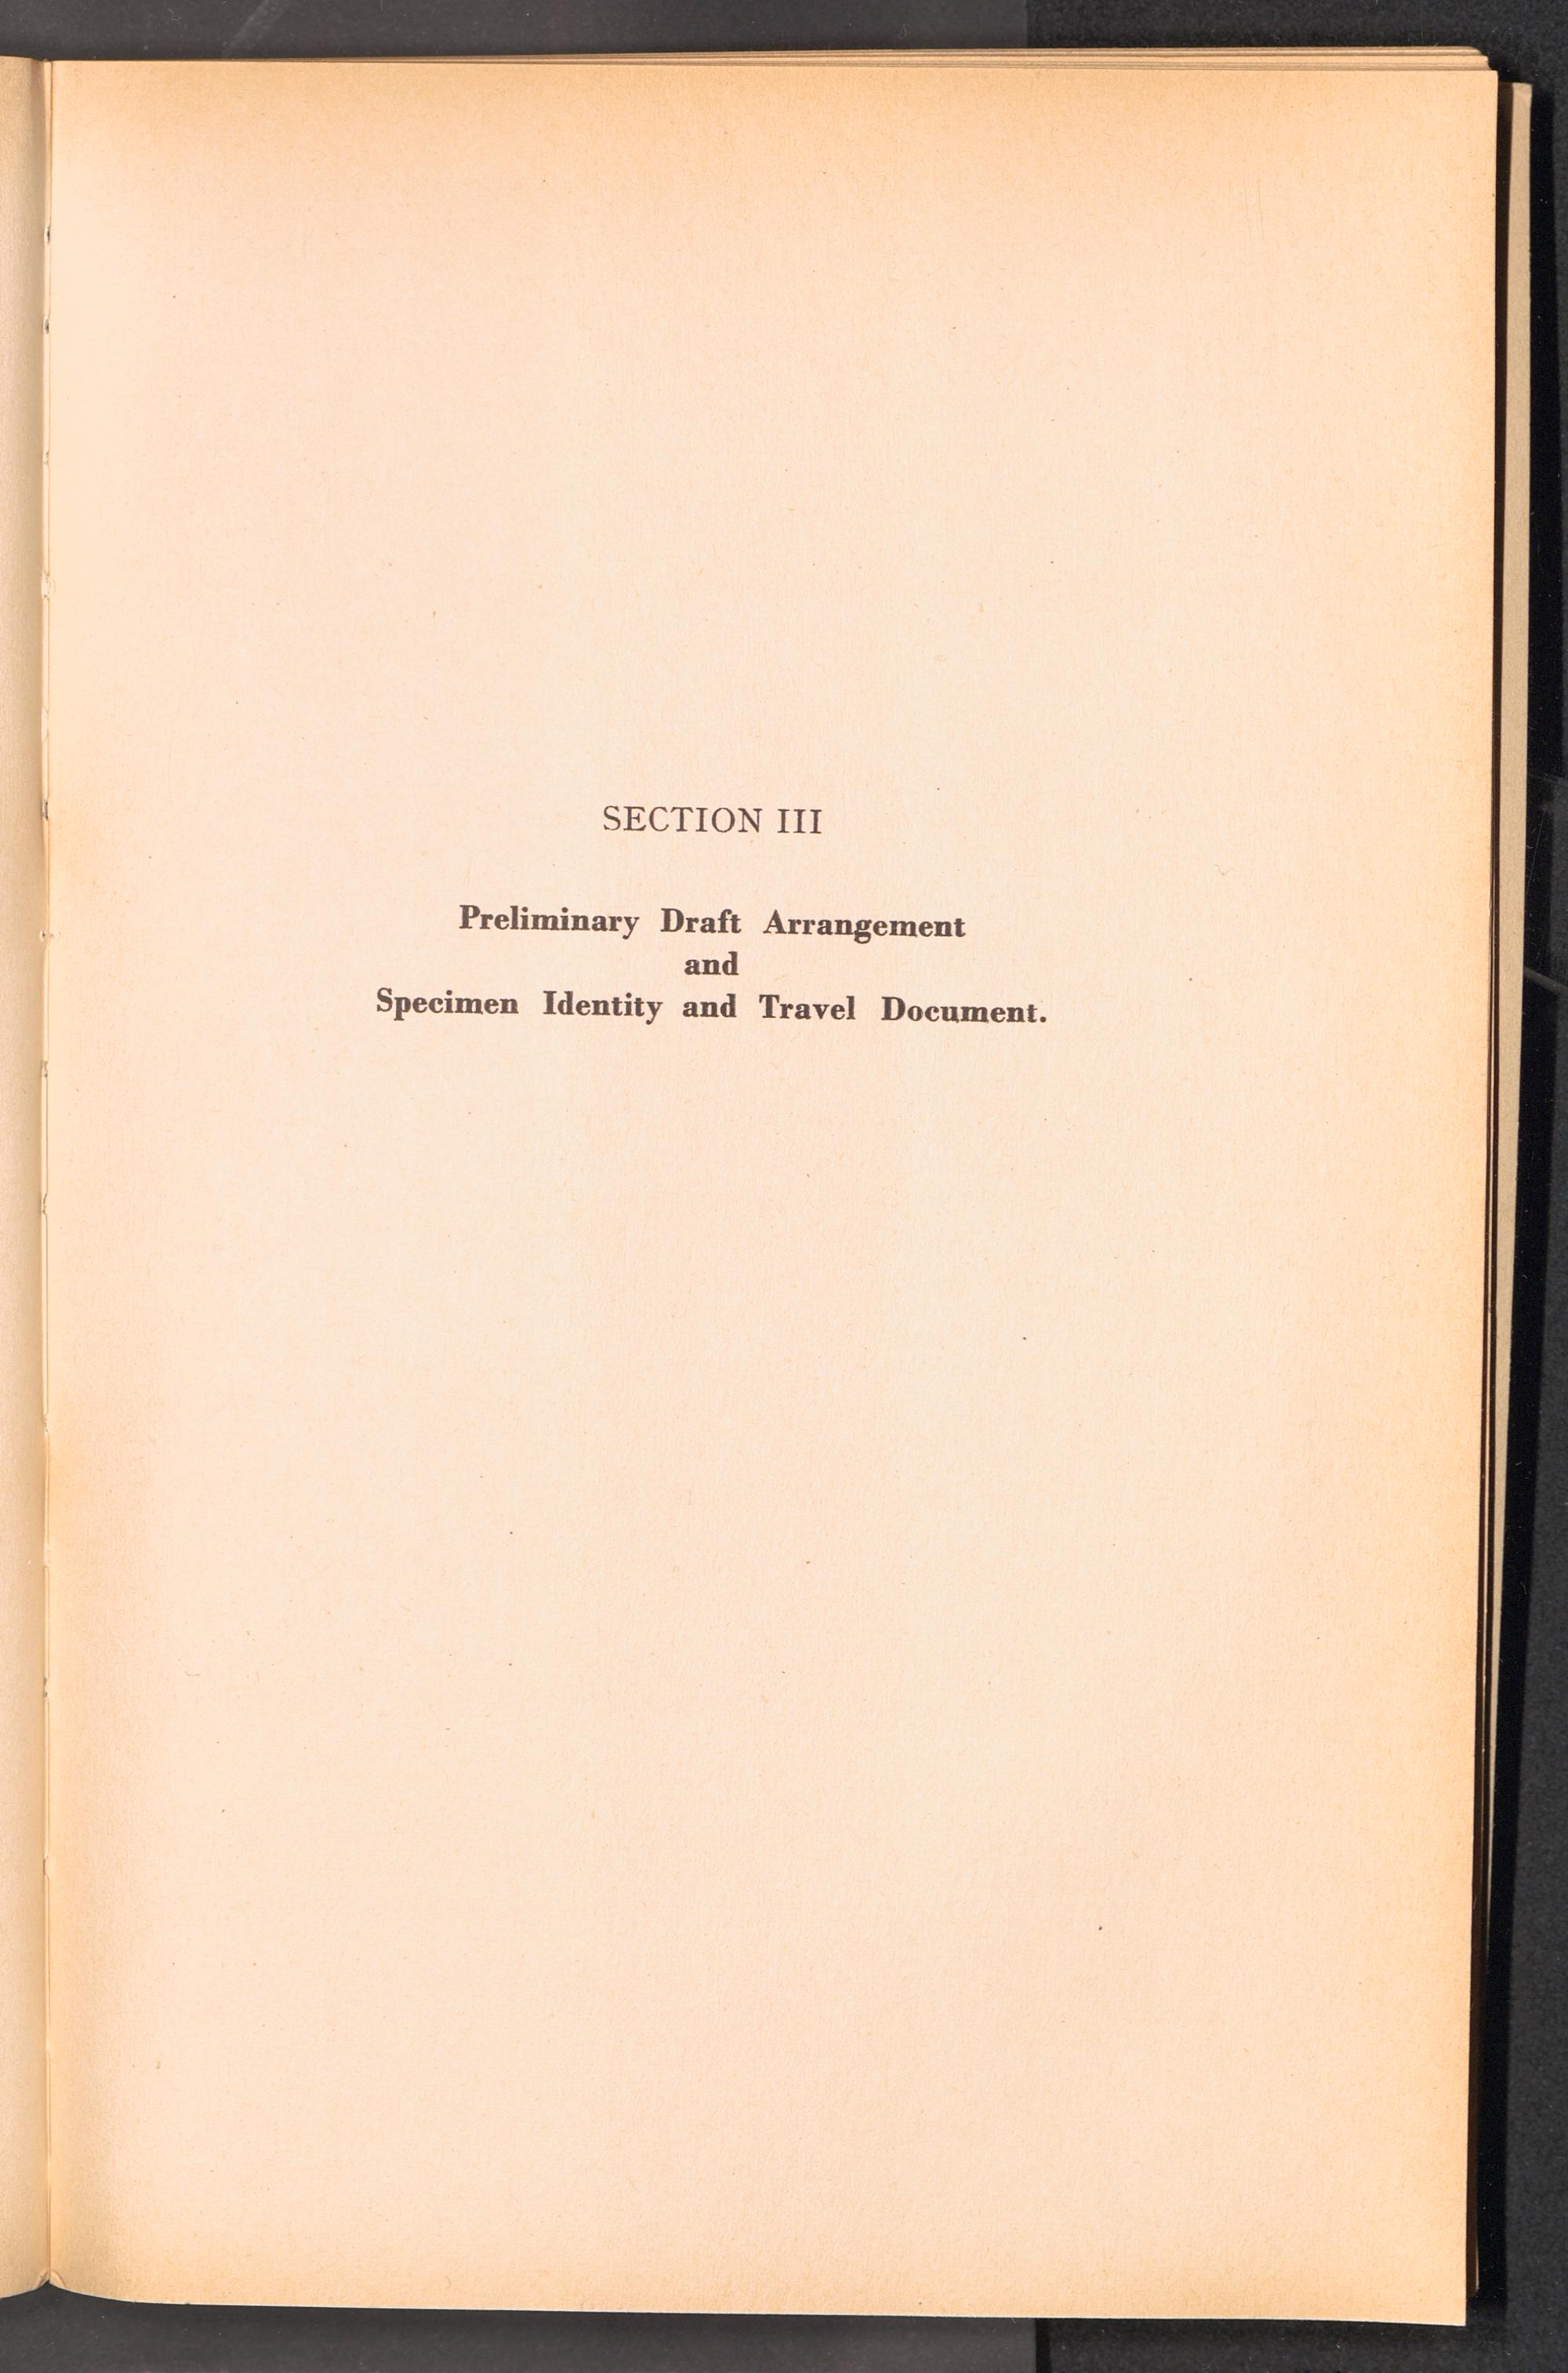 SECTION III
Preliminary Draft Arrangement
and
Specimen Identity and Travel Document.